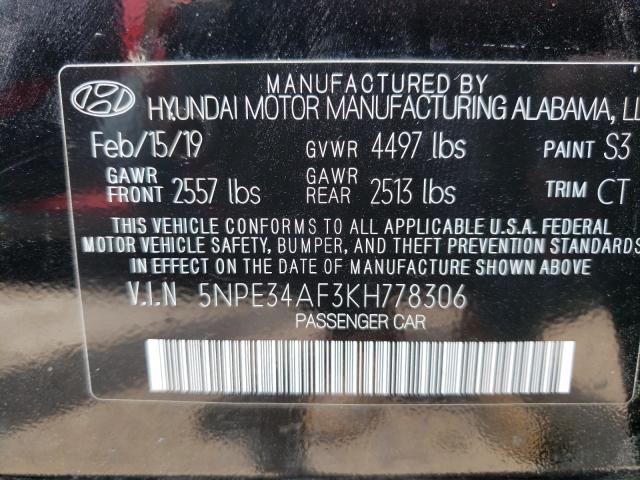 MANUFACTURED BY
HYUNDAI MOTOR MANUFACTURING ALABAMA, LL
Feb/15/19 GVWR 4497 lbs PAINT S3
GAWR FRONT 2557 lbs GAWR REAR 2513 lbs TRIM CT
THIS VEHICLE CONFORMS TO ALL APPLICABLE U.S.A. FEDERAL
MOTOR VEHICLE SAFETY, BUMPER, AND THEFT PREVENTION STANDARDS
IN EFFECT ON THE DATE OF MANUFACTURE SHOWN ABOVE.
V.I.N 5NPE34AF3KH778306
PASSENGER CAR